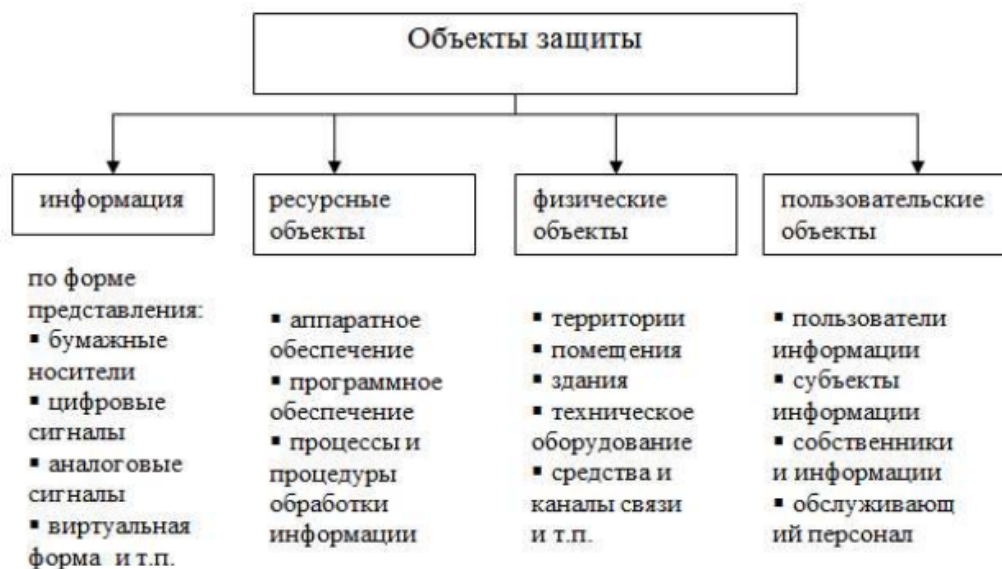 Объекты защиты
информация
по форме
представления:
▪ бумажные
носители
▪ цифровые
сигналы
▪ аналоговые
сигналы
▪ виртуальная
форма и т.п.
ресурсные
объекты
▪ аппаратное
обеспечение
▪ программное
обеспечение
▪ процессы и
процедуры
обработки
информации
физические
объекты
▪ территории
▪ помещения
▪ здания
▪ техническое
оборудование
▪ средства и
каналы связи
и т.п.
пользовательские
объекты
▪ пользователи
информации
▪ субъекты
информации
▪ собственники
и информации
▪ обслуживающ
ий персонал